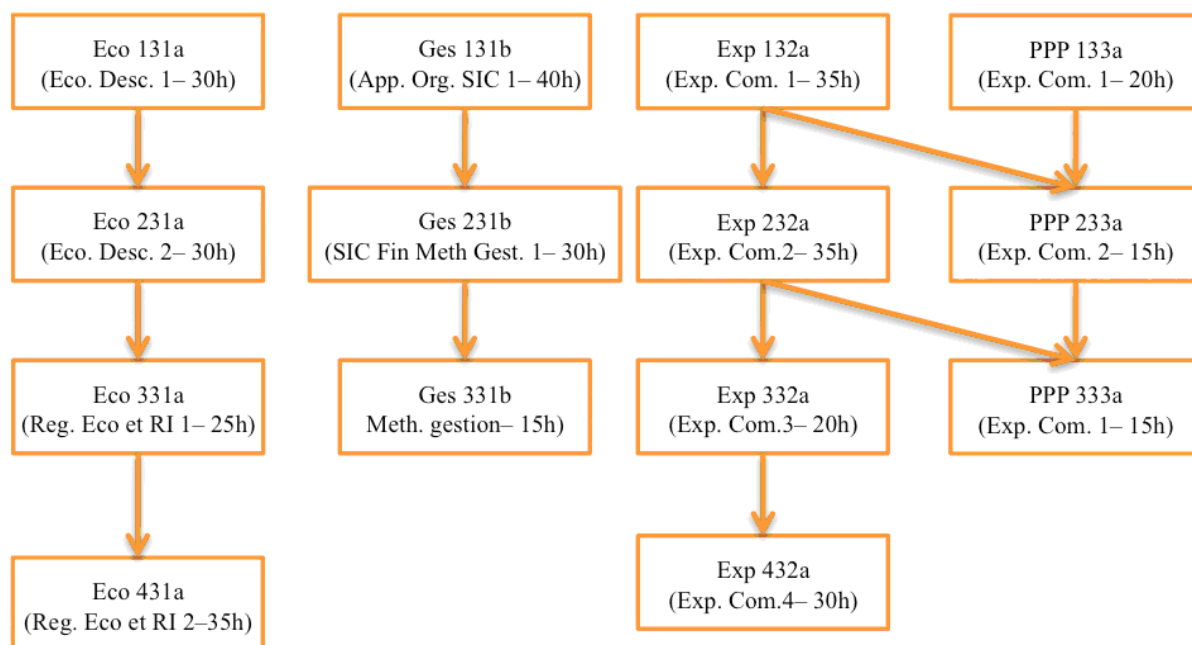 Eco 131a
(Eco. Desc. 1– 30h)
Ges 131b
(App. Org. SIC 1– 40h)
Exp 132a
(Exp. Com. 1– 35h)
PPP 133a
(Exp. Com. 1– 20h)
Eco 231a
(Eco. Desc. 2– 30h)
Ges 231b
(SIC Fin Meth Gest. 1– 30h)
Exp 232a
(Exp. Com.2– 35h)
PPP 233a
(Exp. Com. 2– 15h)
Eco 331a
(Reg. Eco et RI 1– 25h)
Ges 331b
Meth. gestion– 15h)
Exp 332a
(Exp. Com.3– 20h)
PPP 333a
(Exp. Com. 1– 15h)
Eco 431a
(Reg. Eco et RI 2–35h)
Exp 432a
(Exp. Com.4– 30h)